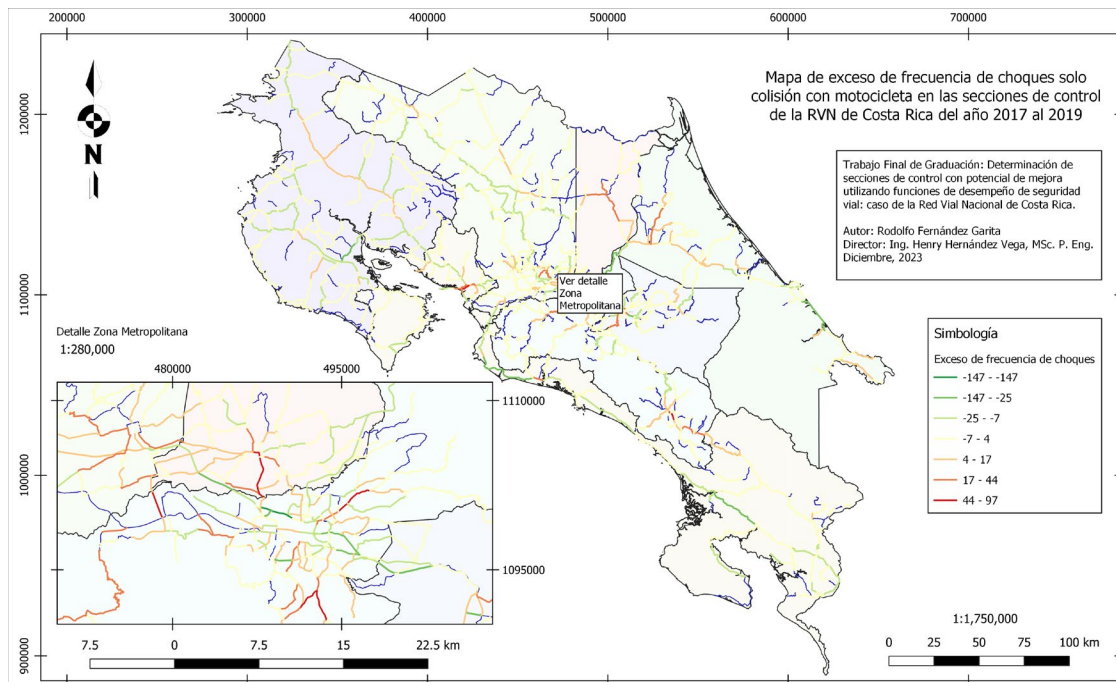 200000 300000 400000 500000 600000 700000
Mapa de exceso de frecuencia de choques solo
colisión con motocicleta en las secciones de control
de la RVN de Costa Rica del año 2017 al 2019
N
1200000
1100000
1000000
900000
Trabajo Final de Graduación: Determinación de
secciones de control con potencial de mejora
utilizando funciones de desempeño de seguridad
vial: caso de la Red Vial Nacional de Costa Rica.
Autor: Rodolfo Fernández Garita
Director: Ing. Henry Hernández Vega, MSc. P. Eng.
Diciembre, 2023
Ver detalle
Zona
Metropolitana
Simbología
Exceso de frecuencia de choques
-147 - -147
-147 - -25
-25 - -7
-7 - 4
4 - 17
17 - 44
44 - 97
Detalle Zona Metropolitana
1:280,000
480000 495000
1110000
1095000
7.5 0 7.5 15 22.5 km
1:1,750,000
0 25 50 75 100 km